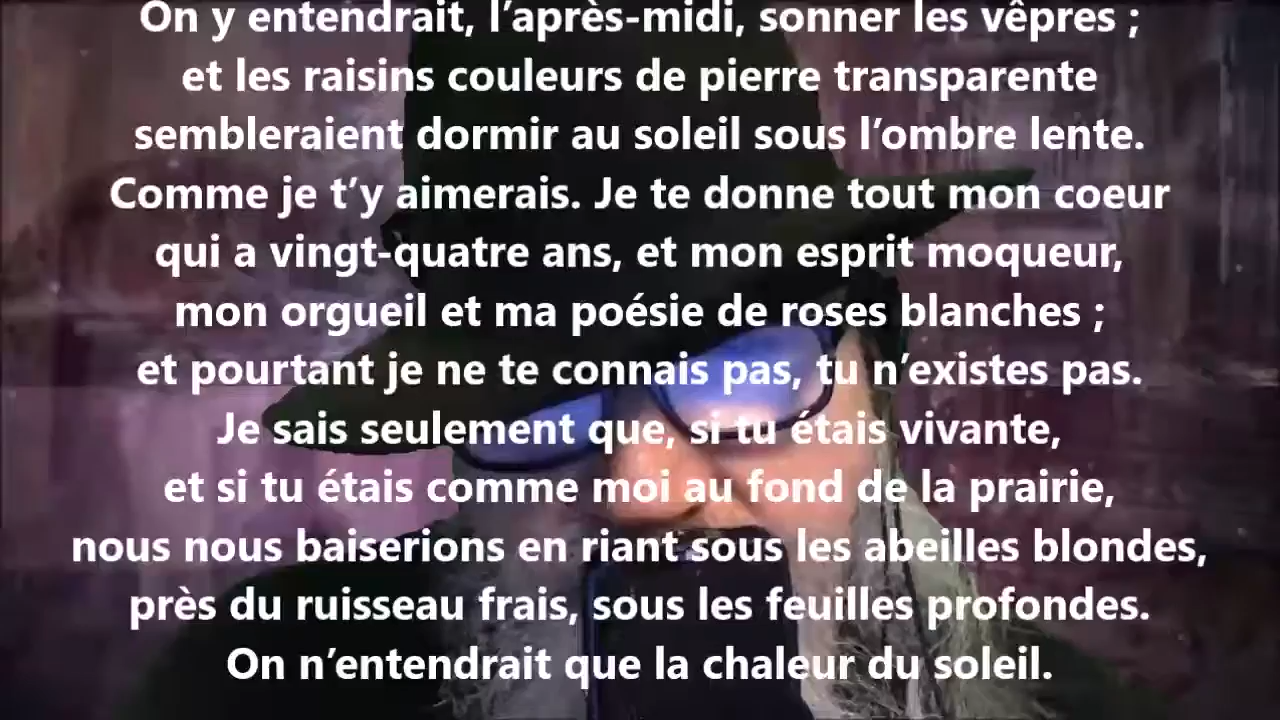 On y entendrait, l’après-midi, sonner les vêpres ;
et les raisins couleurs de pierre transparente
sembleraient dormir au soleil sous l’ombre lente.
Comme je t’y aimerais. Je te donne tout mon coeur
qui a vingt-quatre ans, et mon esprit moqueur,
mon orgueil et ma poésie de roses blanches ;
et pourtant je ne te connais pas, tu n’existes pas.
Je sais seulement que, si tu étais vivante,
et si tu étais comme moi au fond de la prairie,
nous nous baiserions en riant sous les abeilles blondes,
près du ruisseau frais, sous les feuilles profondes.
On n’entendrait que la chaleur du soleil.